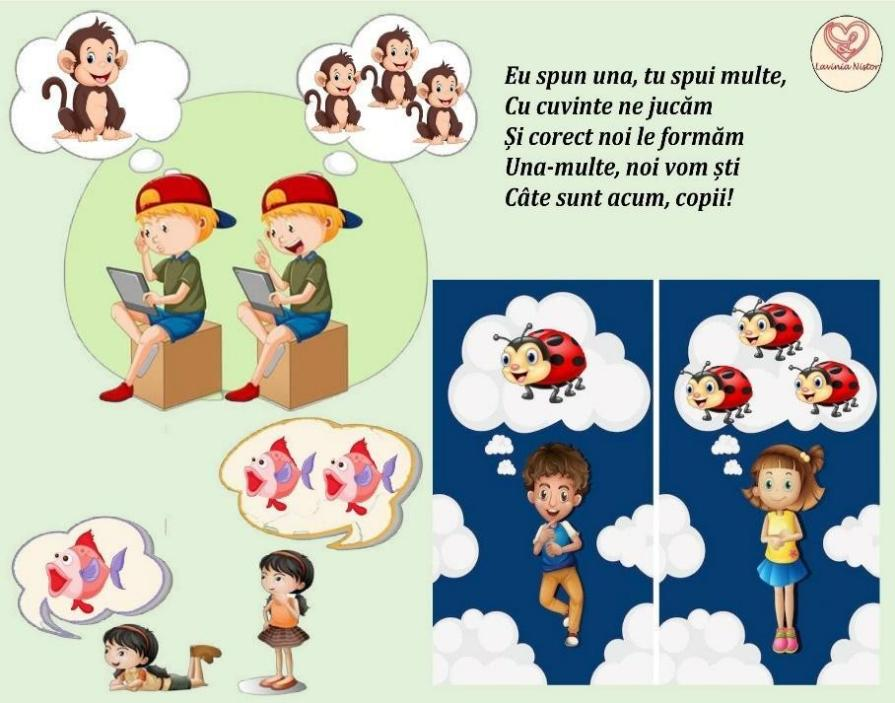 Eu spun una, tu spui multe,
Cu cuvinte ne jucăm
Și corect noi le formăm
Una-multe, noi vom ști
Câte sunt acum, copii!
Lavinia Nistor